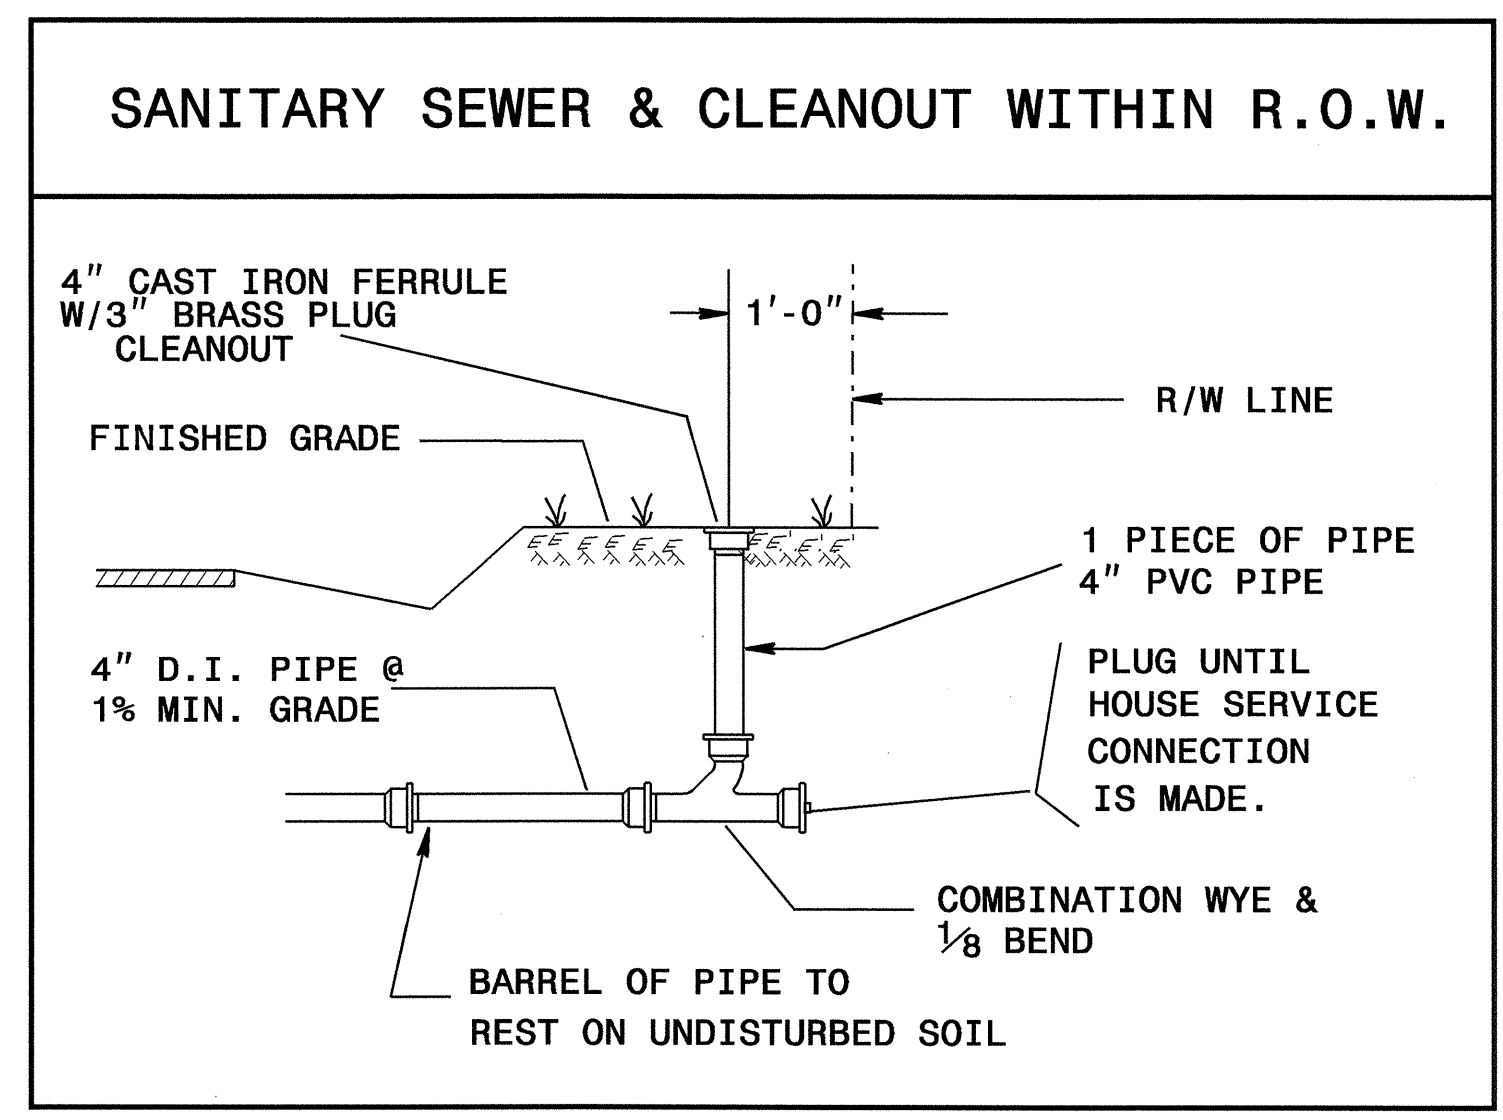 SANITARY SEWER & CLEANOUT WITHIN R.O.W.
4" CAST IRON FERRULE
W/3" BRASS PLUG
CLEANOUT
1'-0"
R/W LINE
FINISHED GRADE
1 PIECE OF PIPE
4" PVC PIPE
4" D.I. PIPE @
1% MIN. GRADE
PLUG UNTIL
HOUSE SERVICE
CONNECTION
IS MADE.
COMBINATION WYE &
1/8 BEND
BARREL OF PIPE TO
REST ON UNDISTURBED SOIL